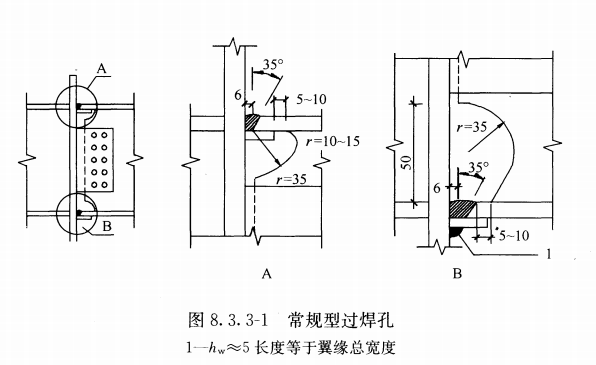 A
B
35°
6
5~10
r=10~15
r=35
A
r=35
50
35°
6
5~10
1
B
图 8.3.3-1 常规型过焊孔
1—hw≈5 长度等于翼缘总宽度